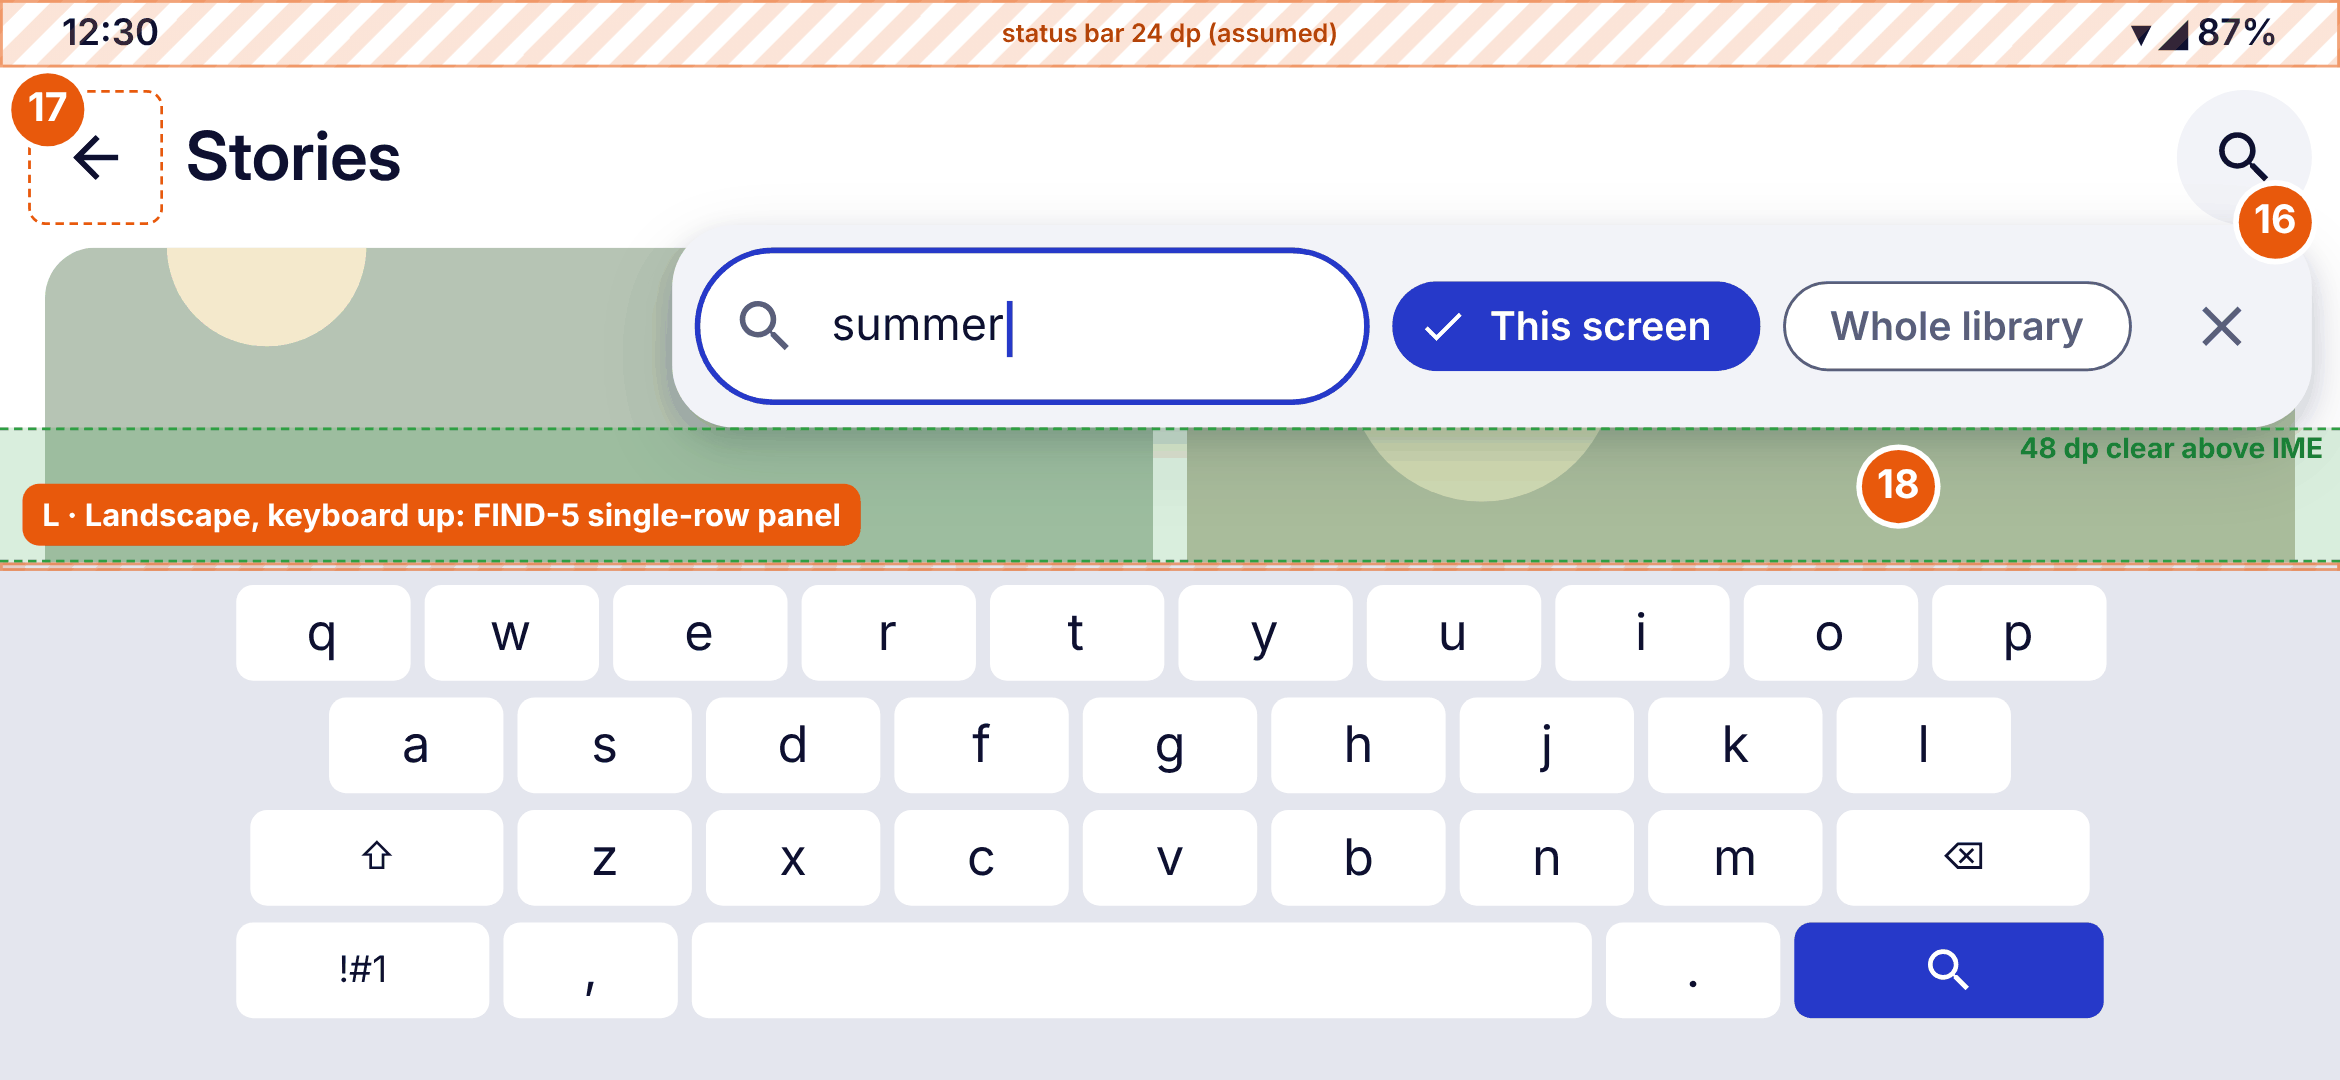 12:30
status bar 24 dp (assumed)
87%
17
Stories
16
summer
This screen
Whole library
48 dp clear above IME
18
L · Landscape, keyboard up: FIND-5 single-row panel
q w e r t y u i o p
a s d f g h j k l
z x c v b n m
!#1 , .